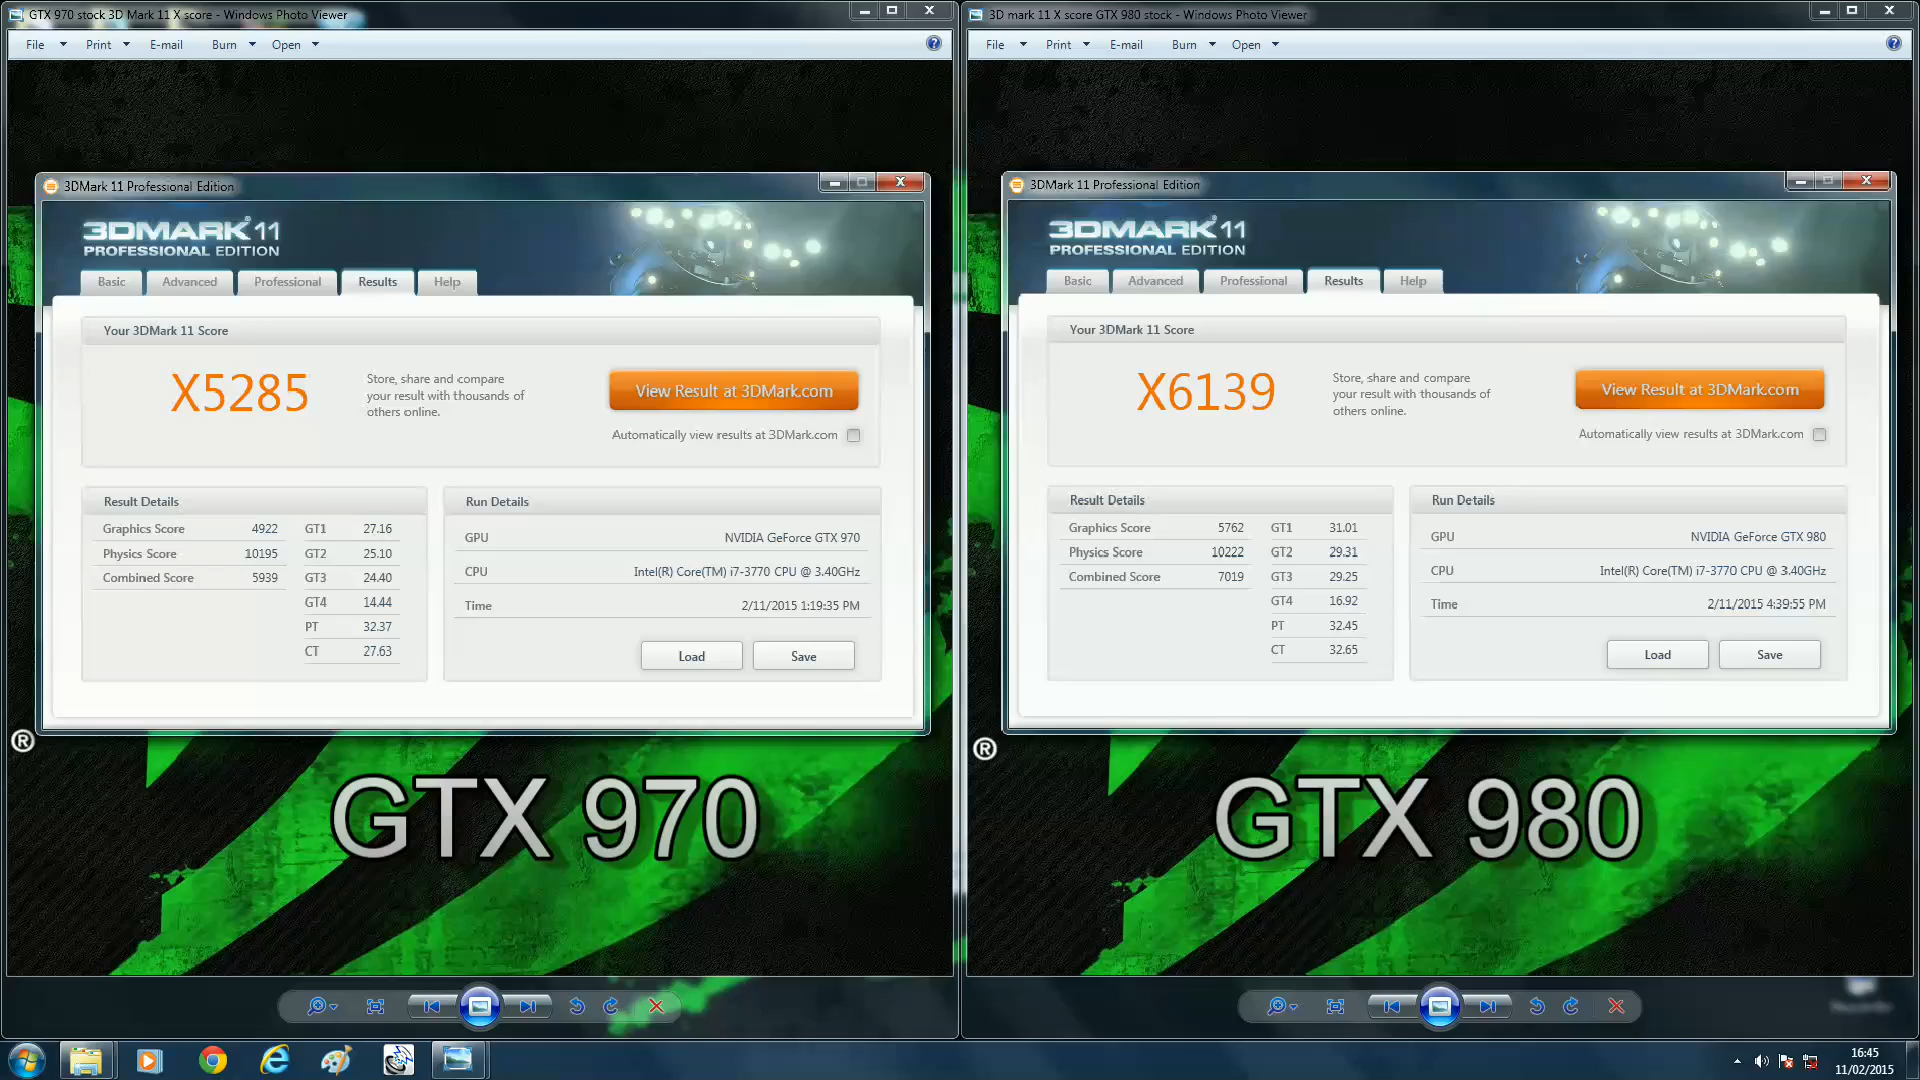 GTX 970 stock 3D Mark 11 X score - Windows Photo Viewer
File Print E-mail Burn Open
3DMark 11 Professional Edition
3DMARK® 11
PROFESSIONAL EDITION
Basic Advanced Professional Results Help
Your 3DMark 11 Score
X5285
Store, share and compare
your result with thousands of
others online.
View Result at 3DMark.com
Automatically view results at 3DMark.com
Result Details
Graphics Score 4922
Physics Score 10195
Combined Score 5939
GT1 27.16
GT2 25.10
GT3 24.40
GT4 14.44
PT 32.37
CT 27.63
Run Details
GPU NVIDIA GeForce GTX 970
CPU Intel(R) Core(TM) i7-3770 CPU @ 3.40GHz
Time 2/11/2015 1:19:35 PM
Load Save
®
GTX 970
3D mark 11 X score GTX 980 stock - Windows Photo Viewer
File Print E-mail Burn Open
3DMark 11 Professional Edition
3DMARK® 11
PROFESSIONAL EDITION
Basic Advanced Professional Results Help
Your 3DMark 11 Score
X6139
Store, share and compare
your result with thousands of
others online.
View Result at 3DMark.com
Automatically view results at 3DMark.com
Result Details
Graphics Score 5762
Physics Score 10222
Combined Score 7019
GT1 31.01
GT2 29.31
GT3 29.25
GT4 16.92
PT 32.45
CT 32.65
Run Details
GPU NVIDIA GeForce GTX 980
CPU Intel(R) Core(TM) i7-3770 CPU @ 3.40GHz
Time 2/11/2015 4:39:55 PM
Load Save
®
GTX 980
16:45
11/02/2015